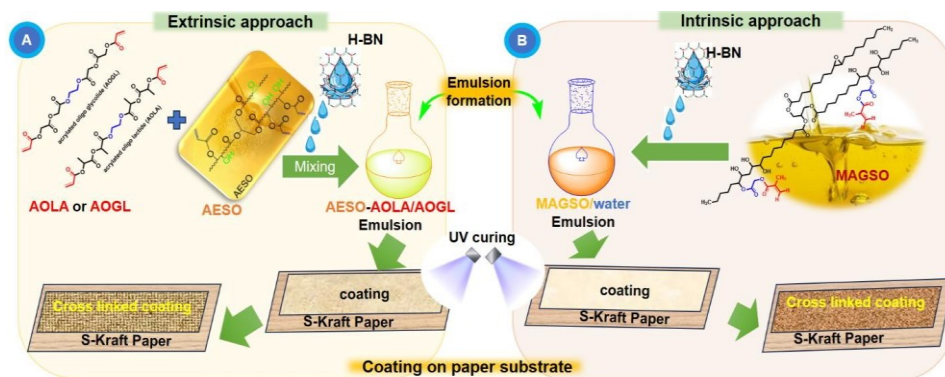 A
Extrinsic approach
H-BN
acrylated oligo glycolide (AOGL)
acrylated oligo lactide (AOLA)
AESO
Mixing
AOLA or AOGL
AESO
AESO-AOLA/AOGL
Emulsion
Emulsion
formation
B
Intrinsic approach
H-BN
MAGSO
MAGSO/water
Emulsion
UV curing
Cross linked coating
S-Kraft Paper
coating
S-Kraft Paper
coating
S-Kraft Paper
Cross linked coating
S-Kraft Paper
Coating on paper substrate